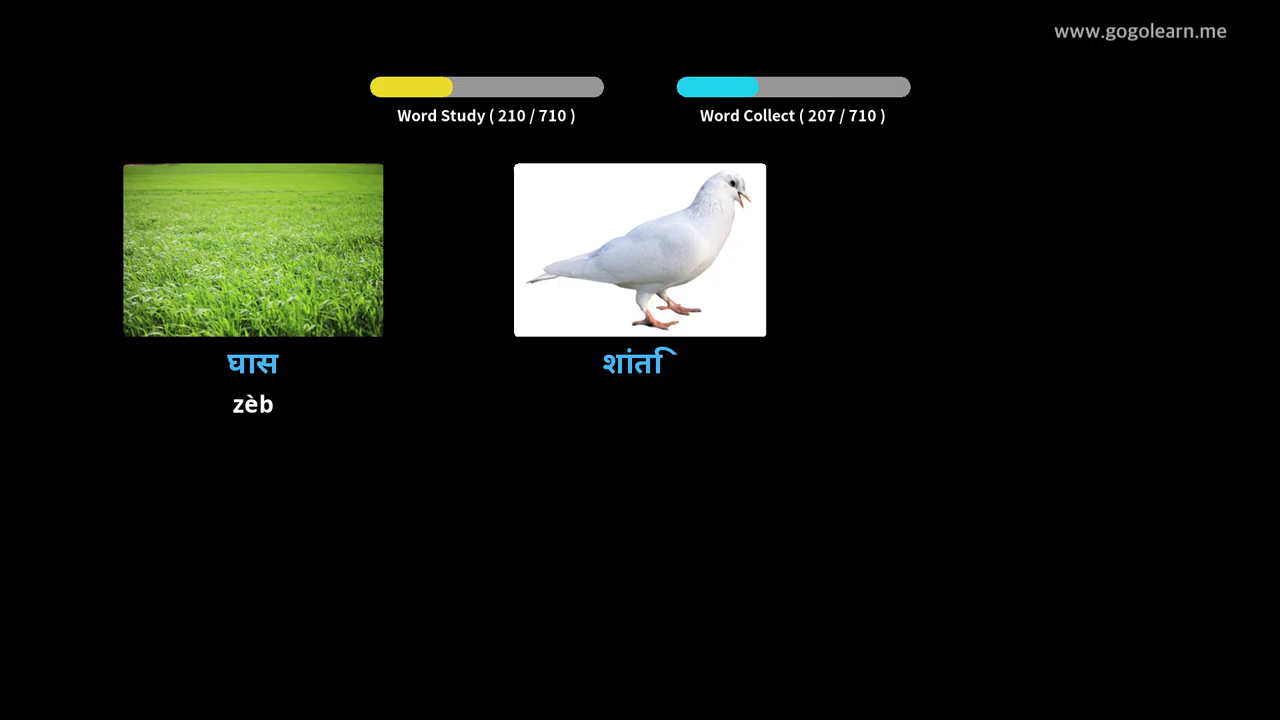 www.gogolearn.me
Word Study ( 210 / 710 )
Word Collect ( 207 / 710 )
घास
शांति
zèb